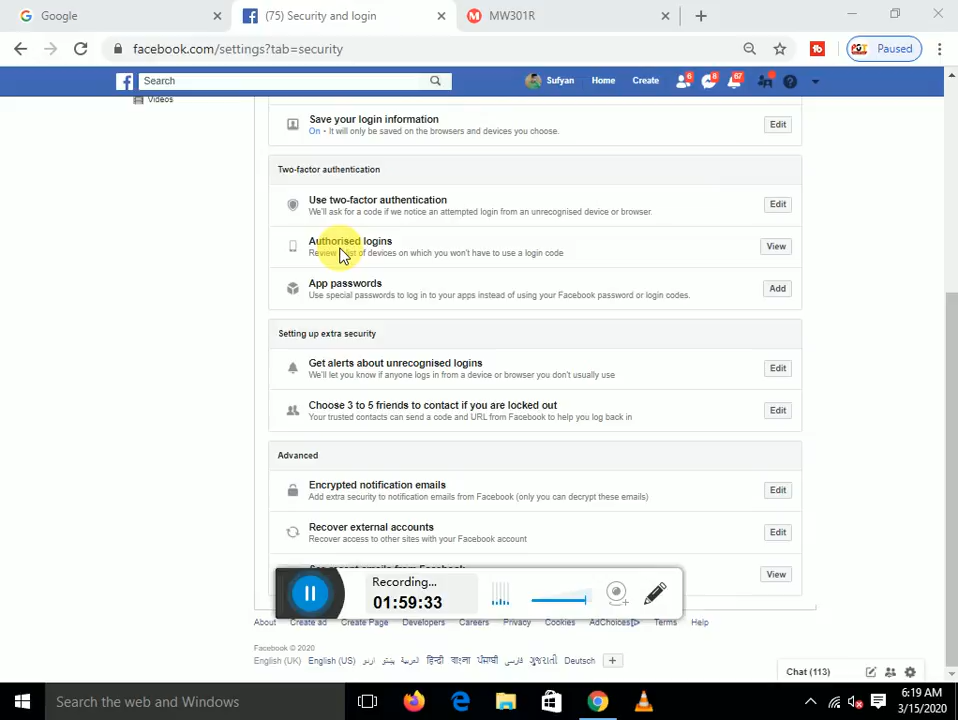 Google
(75) Security and login
MW301R
facebook.com/settings?tab=security
Paused
Search
Sufyan
Home
Create
6
8
67
Videos
Save your login information
On • It will only be saved on the browsers and devices you choose.
Edit
Two-factor authentication
Use two-factor authentication
We'll ask for a code if we notice an attempted login from an unrecognised device or browser.
Edit
Authorised logins
Review list of devices on which you won't have to use a login code
View
App passwords
Use special passwords to log in to your apps instead of using your Facebook password or login codes.
Add
Setting up extra security
Get alerts about unrecognised logins
We'll let you know if anyone logs in from a device or browser you don't usually use
Edit
Choose 3 to 5 friends to contact if you are locked out
Your trusted contacts can send a code and URL from Facebook to help you log back in
Edit
Advanced
Encrypted notification emails
Add extra security to notification emails from Facebook (only you can decrypt these emails)
Edit
Recover external accounts
Recover access to other sites with your Facebook account
Edit
See recent emails from Facebook
View
Recording...
01:59:33
About Create ad Create Page Developers Careers Privacy Cookies AdChoices Terms Help
Facebook © 2020
English (UK) English (US) اردو پښتو العربية हिन्दी বাংলা ਪੰਜਾਬੀ فارسی ગુજરાતી Deutsch
Chat (113)
Search the web and Windows
6:19 AM
3/15/2020